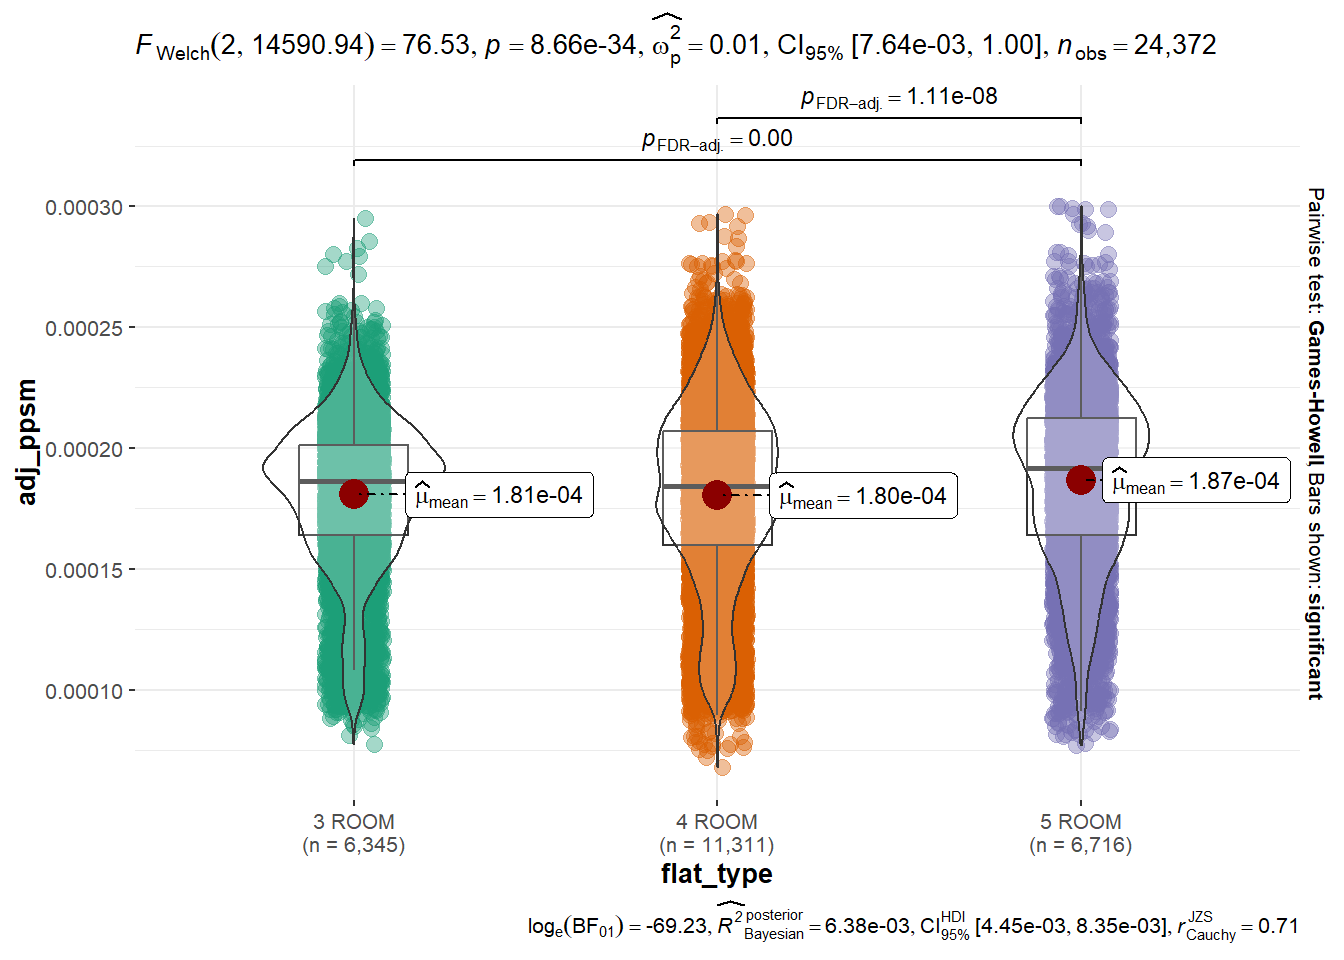 F Welch(2, 14590.94) = 76.53, p = 8.66e-34, ω̂²p = 0.01, CI95% [7.64e-03, 1.00], nobs = 24,372
pFDR–adj. = 1.11e-08
pFDR–adj. = 0.00
0.00030
0.00025
0.00020
0.00015
0.00010
adj_ppsm
μ̂mean = 1.81e-04
μ̂mean = 1.80e-04
μ̂mean = 1.87e-04
Pairwise test: Games-Howell, Bars shown: significant
3 ROOM
(n = 6,345)
4 ROOM
(n = 11,311)
5 ROOM
(n = 6,716)
flat_type
loge(BF01) = -69.23, R̂² posterior Bayesian = 6.38e-03, CI HDI 95% [4.45e-03, 8.35e-03], r JZS Cauchy = 0.71